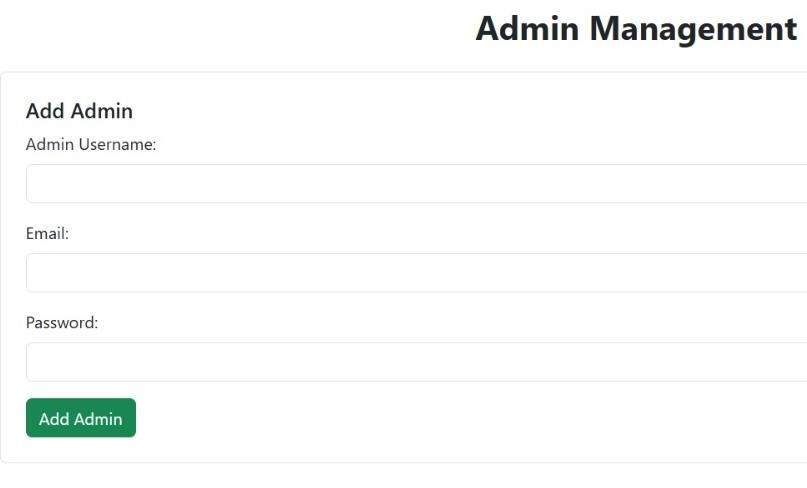 Admin Management
Add Admin
Admin Username:
Email:
Password:
Add Admin